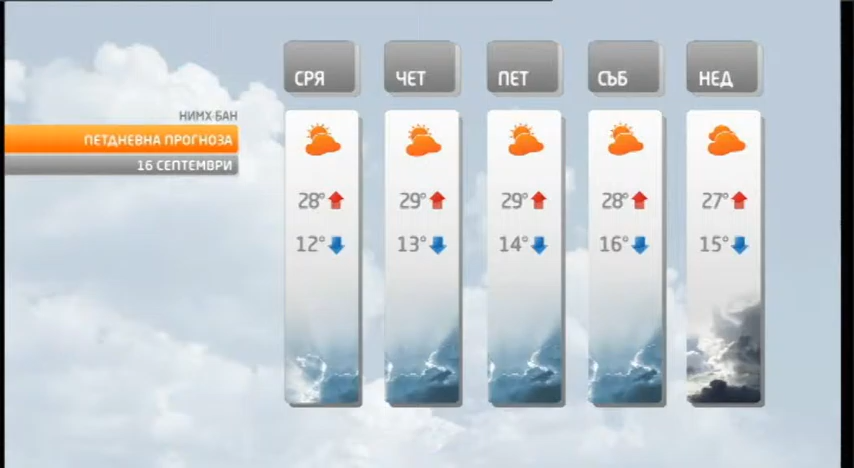 СРЯ ЧЕТ ПЕТ СЪБ НЕД
НИМХ-БАН
ПЕТДНЕВНА ПРОГНОЗА
16 СЕПТЕМВРИ
28° 29° 29° 28° 27°
12° 13° 14° 16° 15°